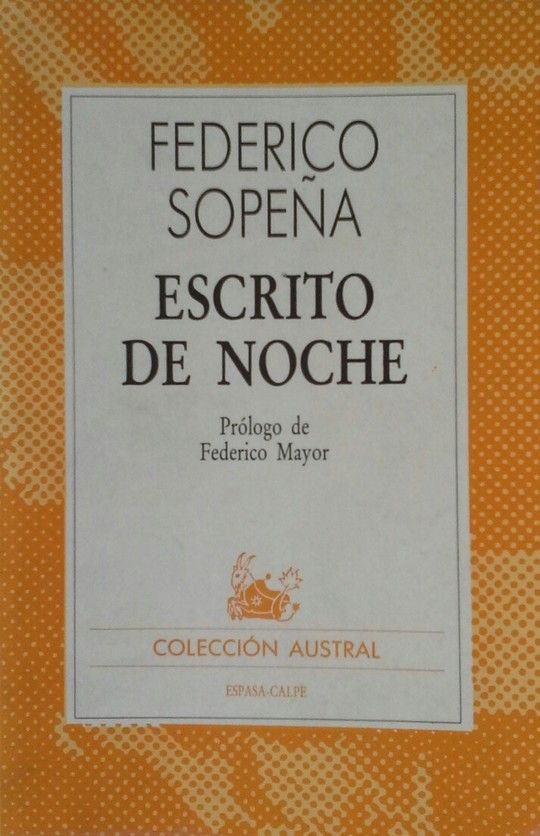 FEDERICO
SOPEÑA
ESCRITO
DE NOCHE
Prólogo de
Federico Mayor
COLECCIÓN AUSTRAL
ESPASA-CALPE